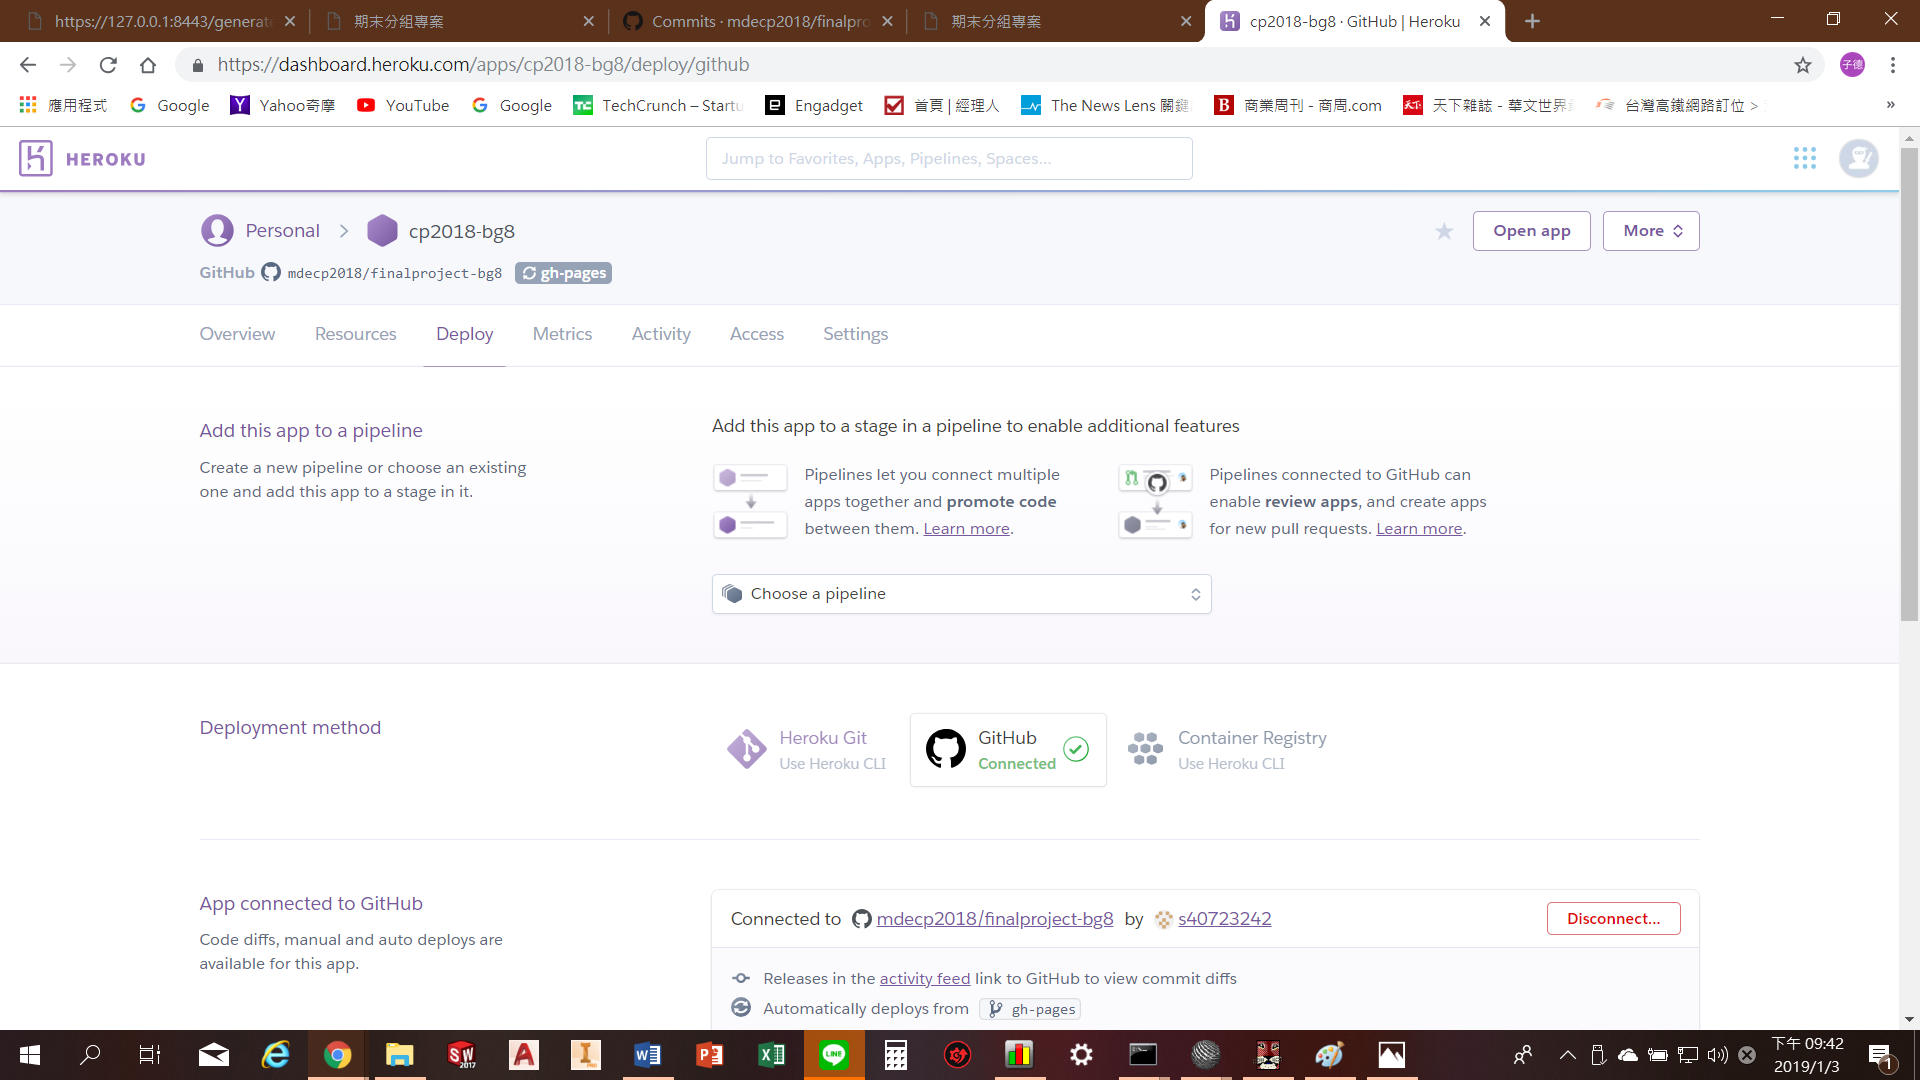 https://127.0.0.1:8443/generate
期末分組專案
Commits · mdecp2018/finalpro
期末分組專案
cp2018-bg8 · GitHub | Heroku
https://dashboard.heroku.com/apps/cp2018-bg8/deploy/github
子德
應用程式
Google
Yahoo奇摩
YouTube
Google
TechCrunch – Startu
Engadget
首頁 | 經理人
The News Lens 關鍵
商業周刊 - 商周.com
天下雜誌 - 華文世界
台灣高鐵網路訂位 >
»
HEROKU
Jump to Favorites, Apps, Pipelines, Spaces...
Personal
cp2018-bg8
Open app
More
GitHub
mdecp2018/finalproject-bg8
gh-pages
Overview
Resources
Deploy
Metrics
Activity
Access
Settings
Add this app to a pipeline
Create a new pipeline or choose an existing
one and add this app to a stage in it.
Add this app to a stage in a pipeline to enable additional features
Pipelines let you connect multiple
apps together and promote code
between them. Learn more.
Pipelines connected to GitHub can
enable review apps, and create apps
for new pull requests. Learn more.
Choose a pipeline
Deployment method
Heroku Git
Use Heroku CLI
GitHub
Connected
Container Registry
Use Heroku CLI
App connected to GitHub
Code diffs, manual and auto deploys are
available for this app.
Connected to mdecp2018/finalproject-bg8 by s40723242
Disconnect...
Releases in the activity feed link to GitHub to view commit diffs
Automatically deploys from gh-pages
SW
2017
LINE
下午 09:42
2019/1/3
1